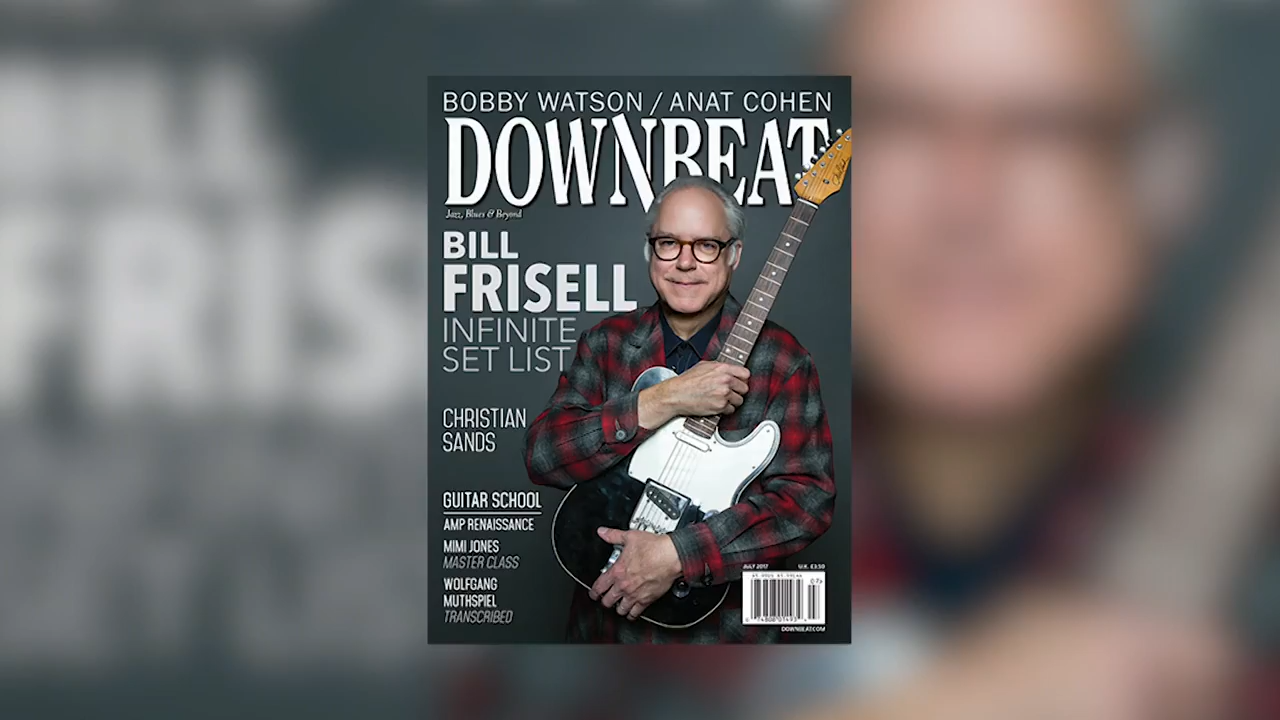 BOBBY WATSON / ANAT COHEN
DOWNBEAT
Jazz, Blues & Beyond
BILL
FRISELL
INFINITE
SET LIST
CHRISTIAN
SANDS
GUITAR SCHOOL
AMP RENAISSANCE
MIMI JONES
MASTER CLASS
WOLFGANG
MUTHSPIEL
TRANSCRIBED
JULY 2017 U.K. £3.50
07>
DOWNBEAT.COM